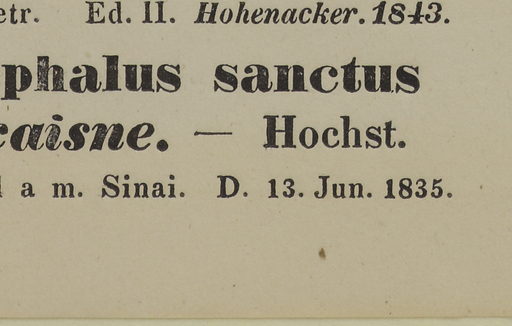 etr. Ed. II. Hohenacker. 1843.
phalus sanctus
caisne. — Hochst.
l a m. Sinai. D. 13. Jun. 1835.